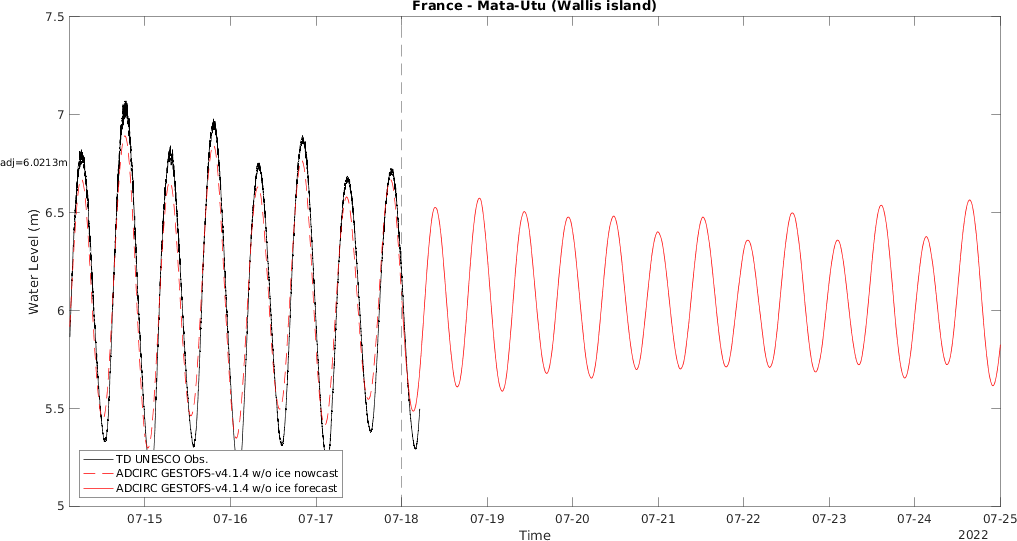 France - Mata-Utu (Wallis island)
7.5
7
adj=6.0213m
6.5
Water Level (m)
6
5.5
5
TD UNESCO Obs.
ADCIRC GESTOFS-v4.1.4 w/o ice nowcast
ADCIRC GESTOFS-v4.1.4 w/o ice forecast
07-15 07-16 07-17 07-18 07-19 07-20 07-21 07-22 07-23 07-24 07-25
Time
2022